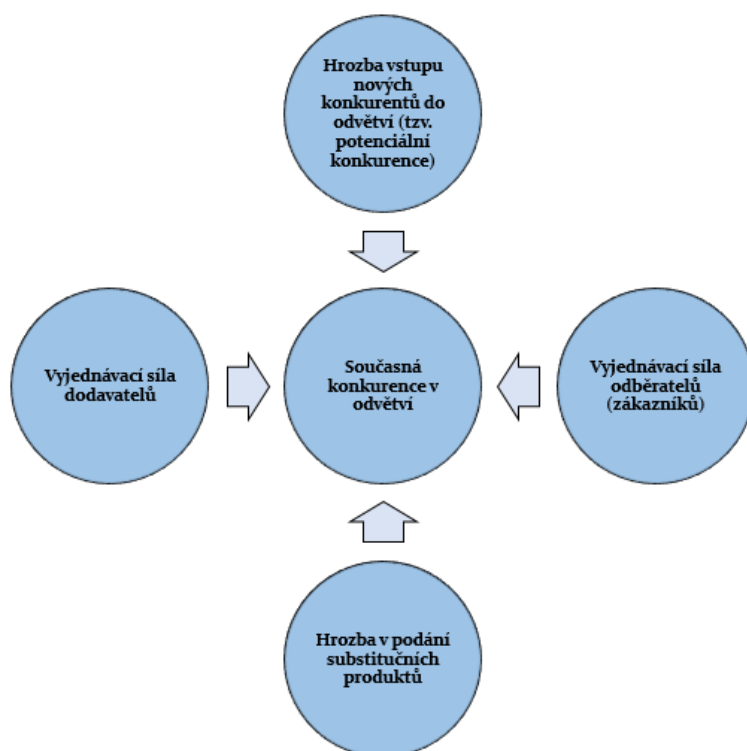 Hrozba vstupu
nových
konkurentů do
odvětví (tzv.
potenciální
konkurence)
Vyjednávací síla
dodavatelů
Současná
konkurence v
odvětví
Vyjednávací síla
odběratelů
(zákazníků)
Hrozba v podání
substitučních
produktů